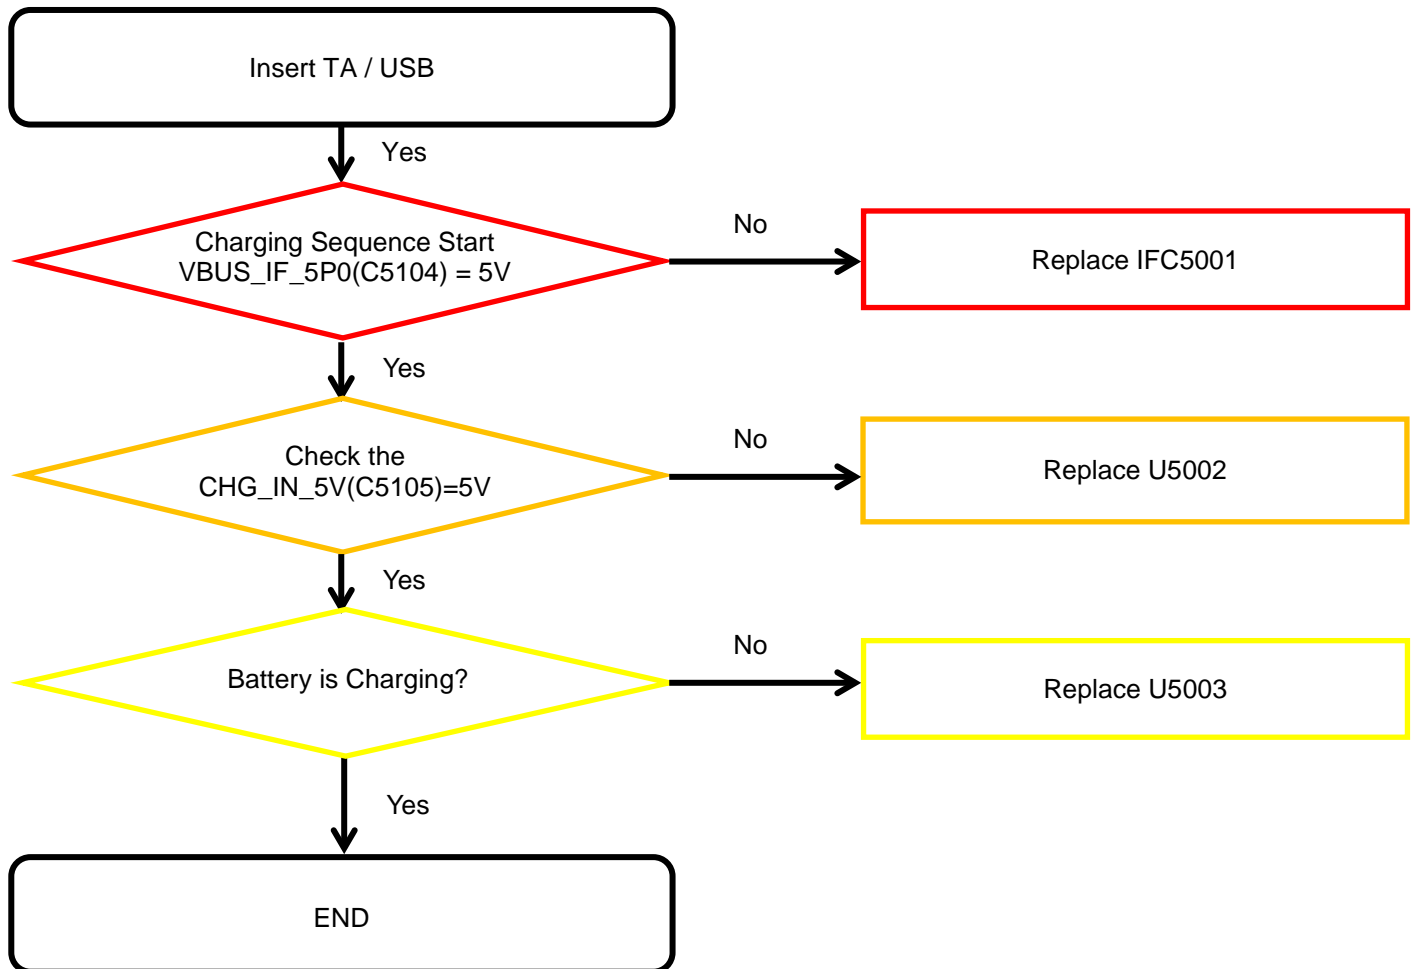 Insert TA / USB
Yes
Charging Sequence Start
VBUS_IF_5P0(C5104) = 5V
No
Replace IFC5001
Yes
Check the
CHG_IN_5V(C5105)=5V
No
Replace U5002
Yes
Battery is Charging?
No
Replace U5003
Yes
END